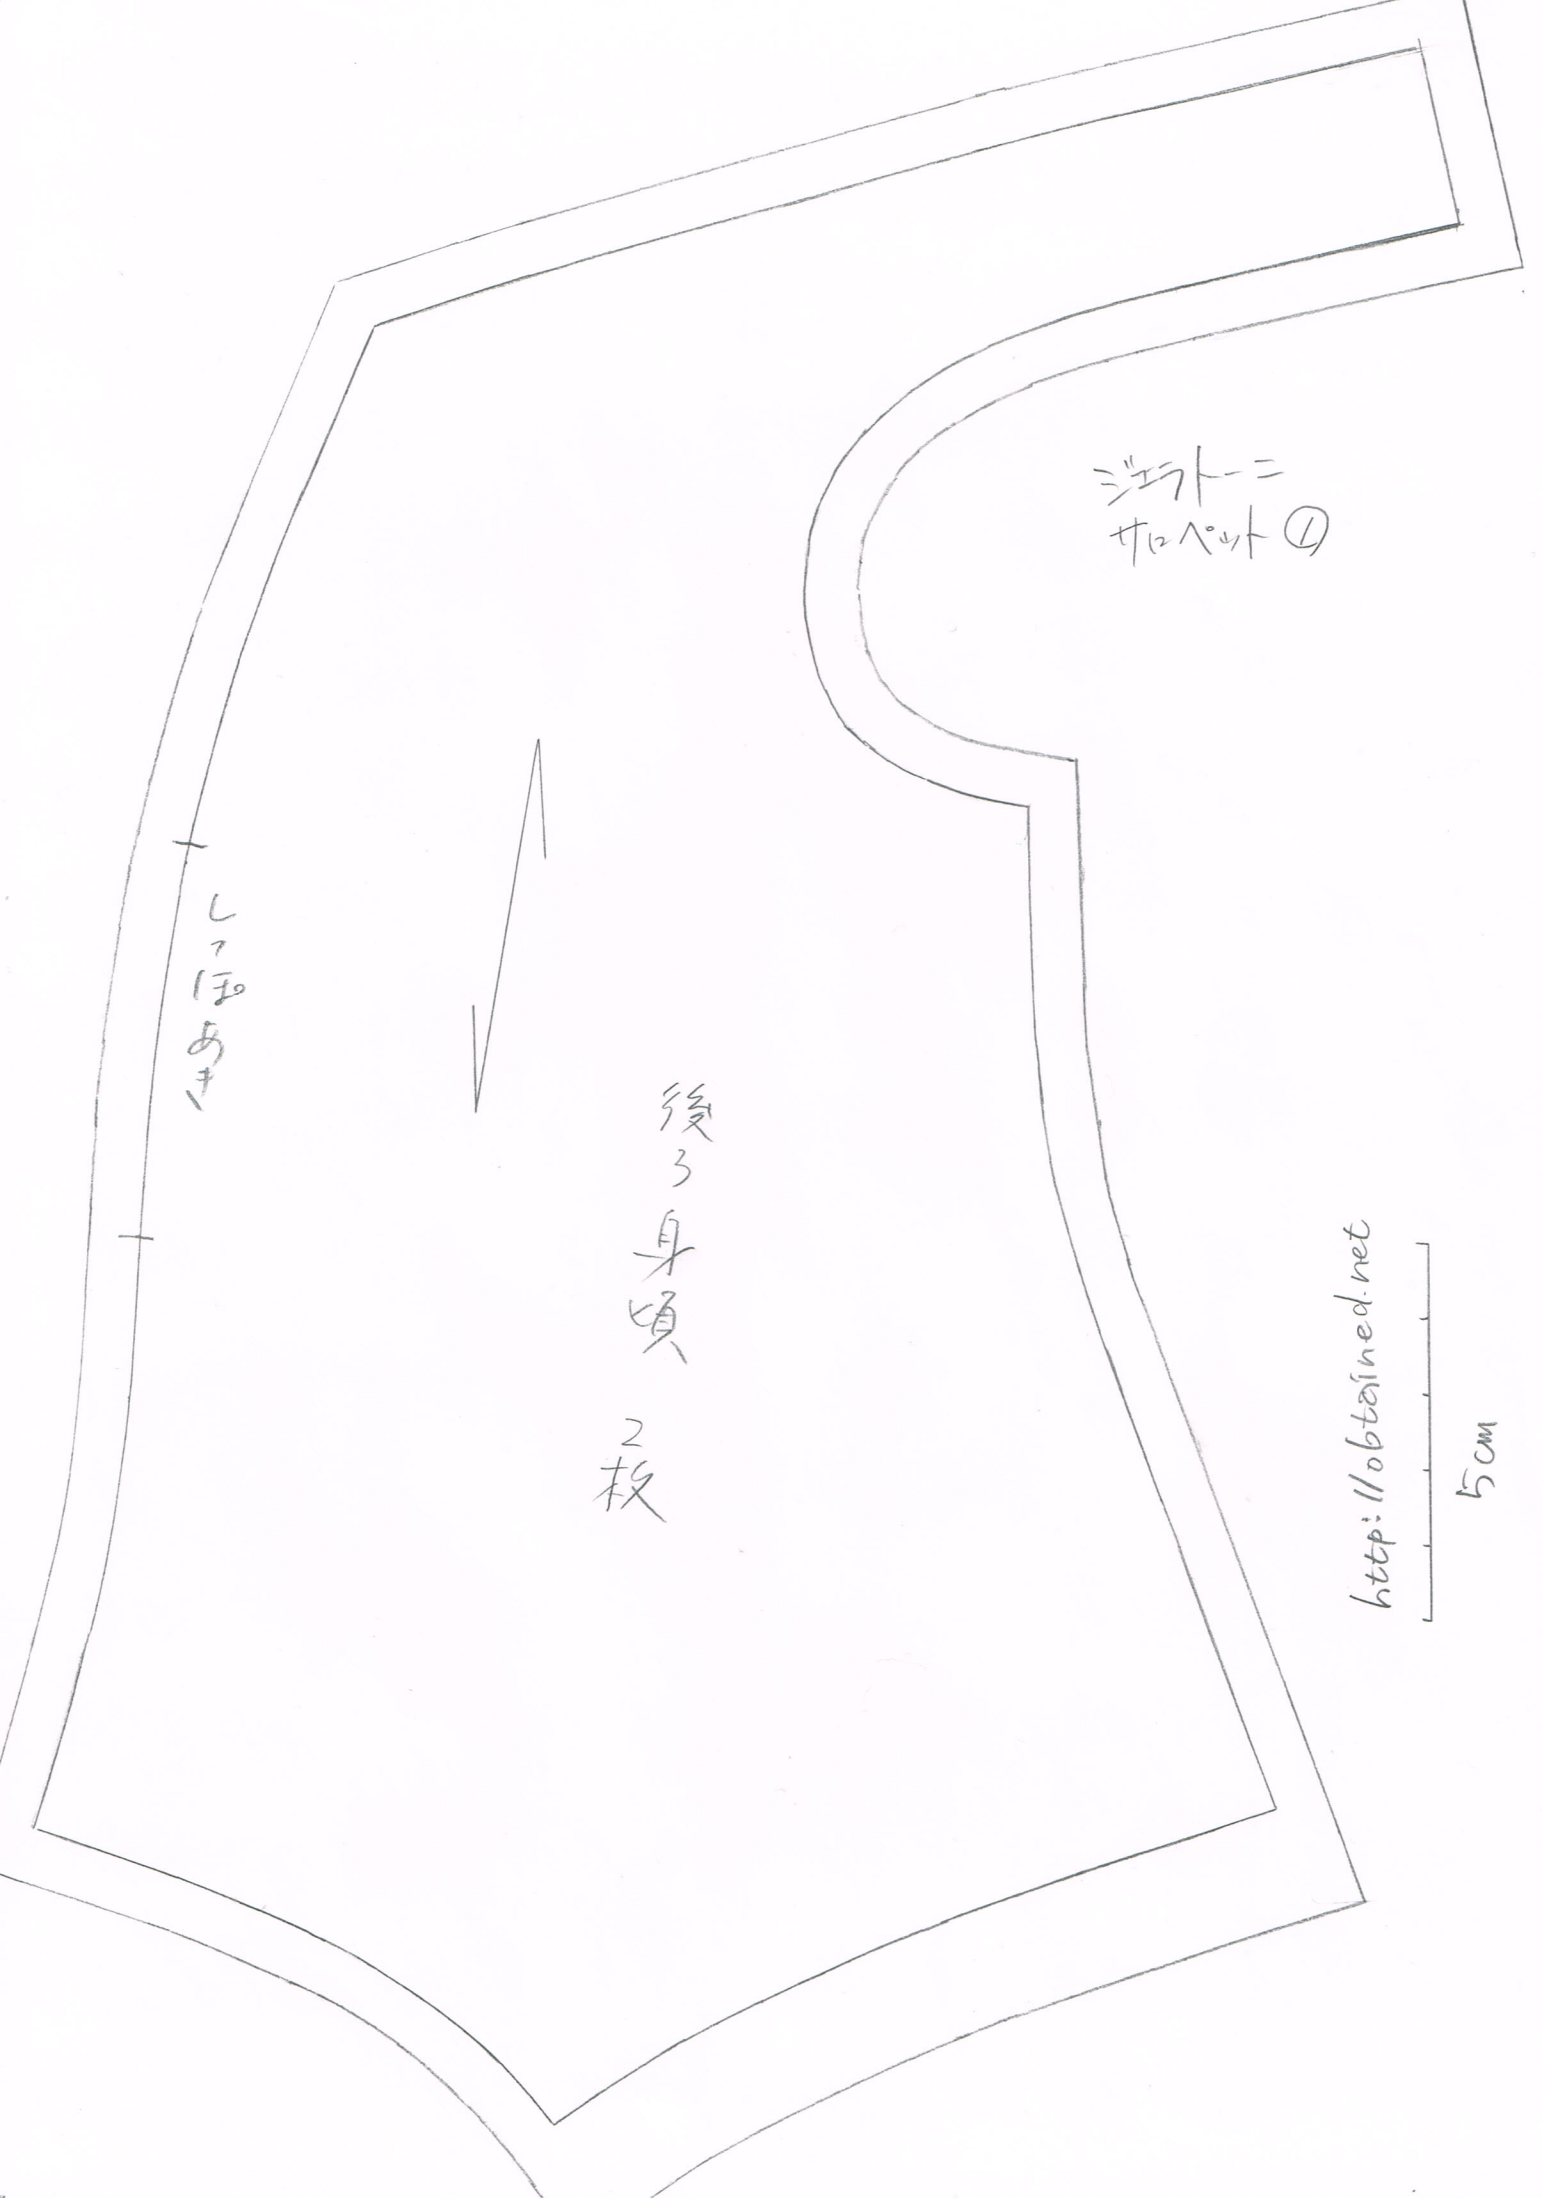 ジェラトーニ
サロペット①
しっぽあき
後ろ身頃 2枚
http://obtained.net
5cm